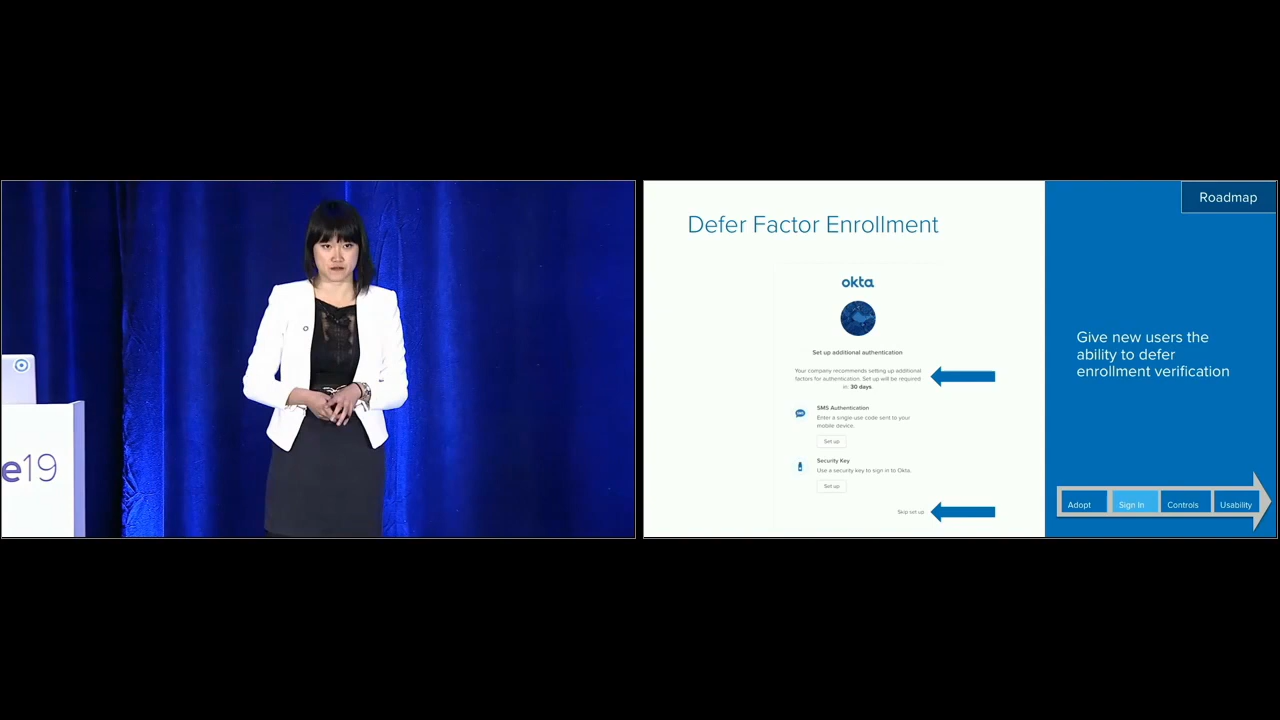 e19
Roadmap
Defer Factor Enrollment
okta
Set up additional authentication
Your company recommends setting up additional
factors for authentication. Set up will be required
in: 30 days
SMS Authentication
Enter a single use code sent to your
mobile device.
Set up
Security Key
Use a security key to sign in to Okta.
Set up
Skip set up
Give new users the
ability to defer
enrollment verification
Adopt
Sign In
Controls
Usability